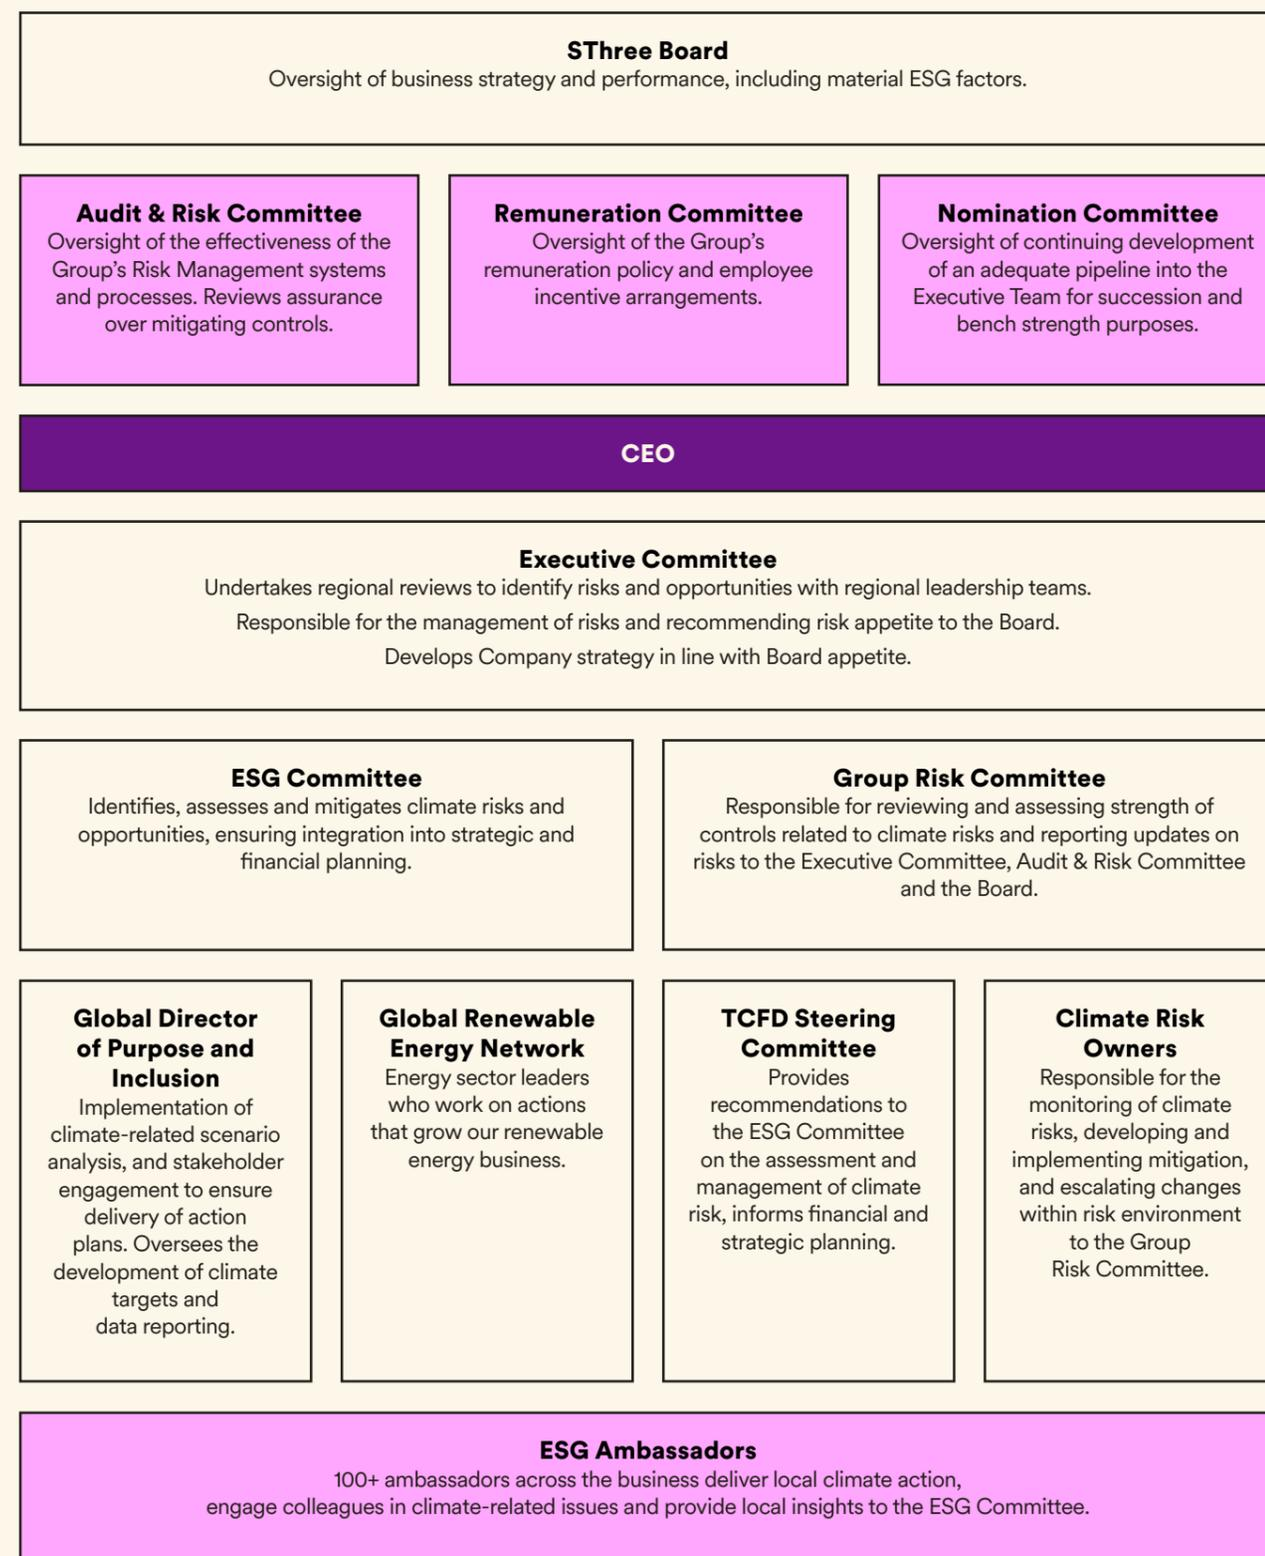 SThree Board
Oversight of business strategy and performance, including material ESG factors.
Audit & Risk Committee
Oversight of the effectiveness of the
Group’s Risk Management systems
and processes. Reviews assurance
over mitigating controls.
Remuneration Committee
Oversight of the Group’s
remuneration policy and employee
incentive arrangements.
Nomination Committee
Oversight of continuing development
of an adequate pipeline into the
Executive Team for succession and
bench strength purposes.
CEO
Executive Committee
Undertakes regional reviews to identify risks and opportunities with regional leadership teams.
Responsible for the management of risks and recommending risk appetite to the Board.
Develops Company strategy in line with Board appetite.
ESG Committee
Identifies, assesses and mitigates climate risks and
opportunities, ensuring integration into strategic and
financial planning.
Group Risk Committee
Responsible for reviewing and assessing strength of
controls related to climate risks and reporting updates on
risks to the Executive Committee, Audit & Risk Committee
and the Board.
Global Director
of Purpose and
Inclusion
Implementation of
climate-related scenario
analysis, and stakeholder
engagement to ensure
delivery of action
plans. Oversees the
development of climate
targets and
data reporting.
Global Renewable
Energy Network
Energy sector leaders
who work on actions
that grow our renewable
energy business.
TCFD Steering
Committee
Provides
recommendations to
the ESG Committee
on the assessment and
management of climate
risk, informs financial and
strategic planning.
Climate Risk
Owners
Responsible for the
monitoring of climate
risks, developing and
implementing mitigation,
and escalating changes
within risk environment
to the Group
Risk Committee.
ESG Ambassadors
100+ ambassadors across the business deliver local climate action,
engage colleagues in climate-related issues and provide local insights to the ESG Committee.